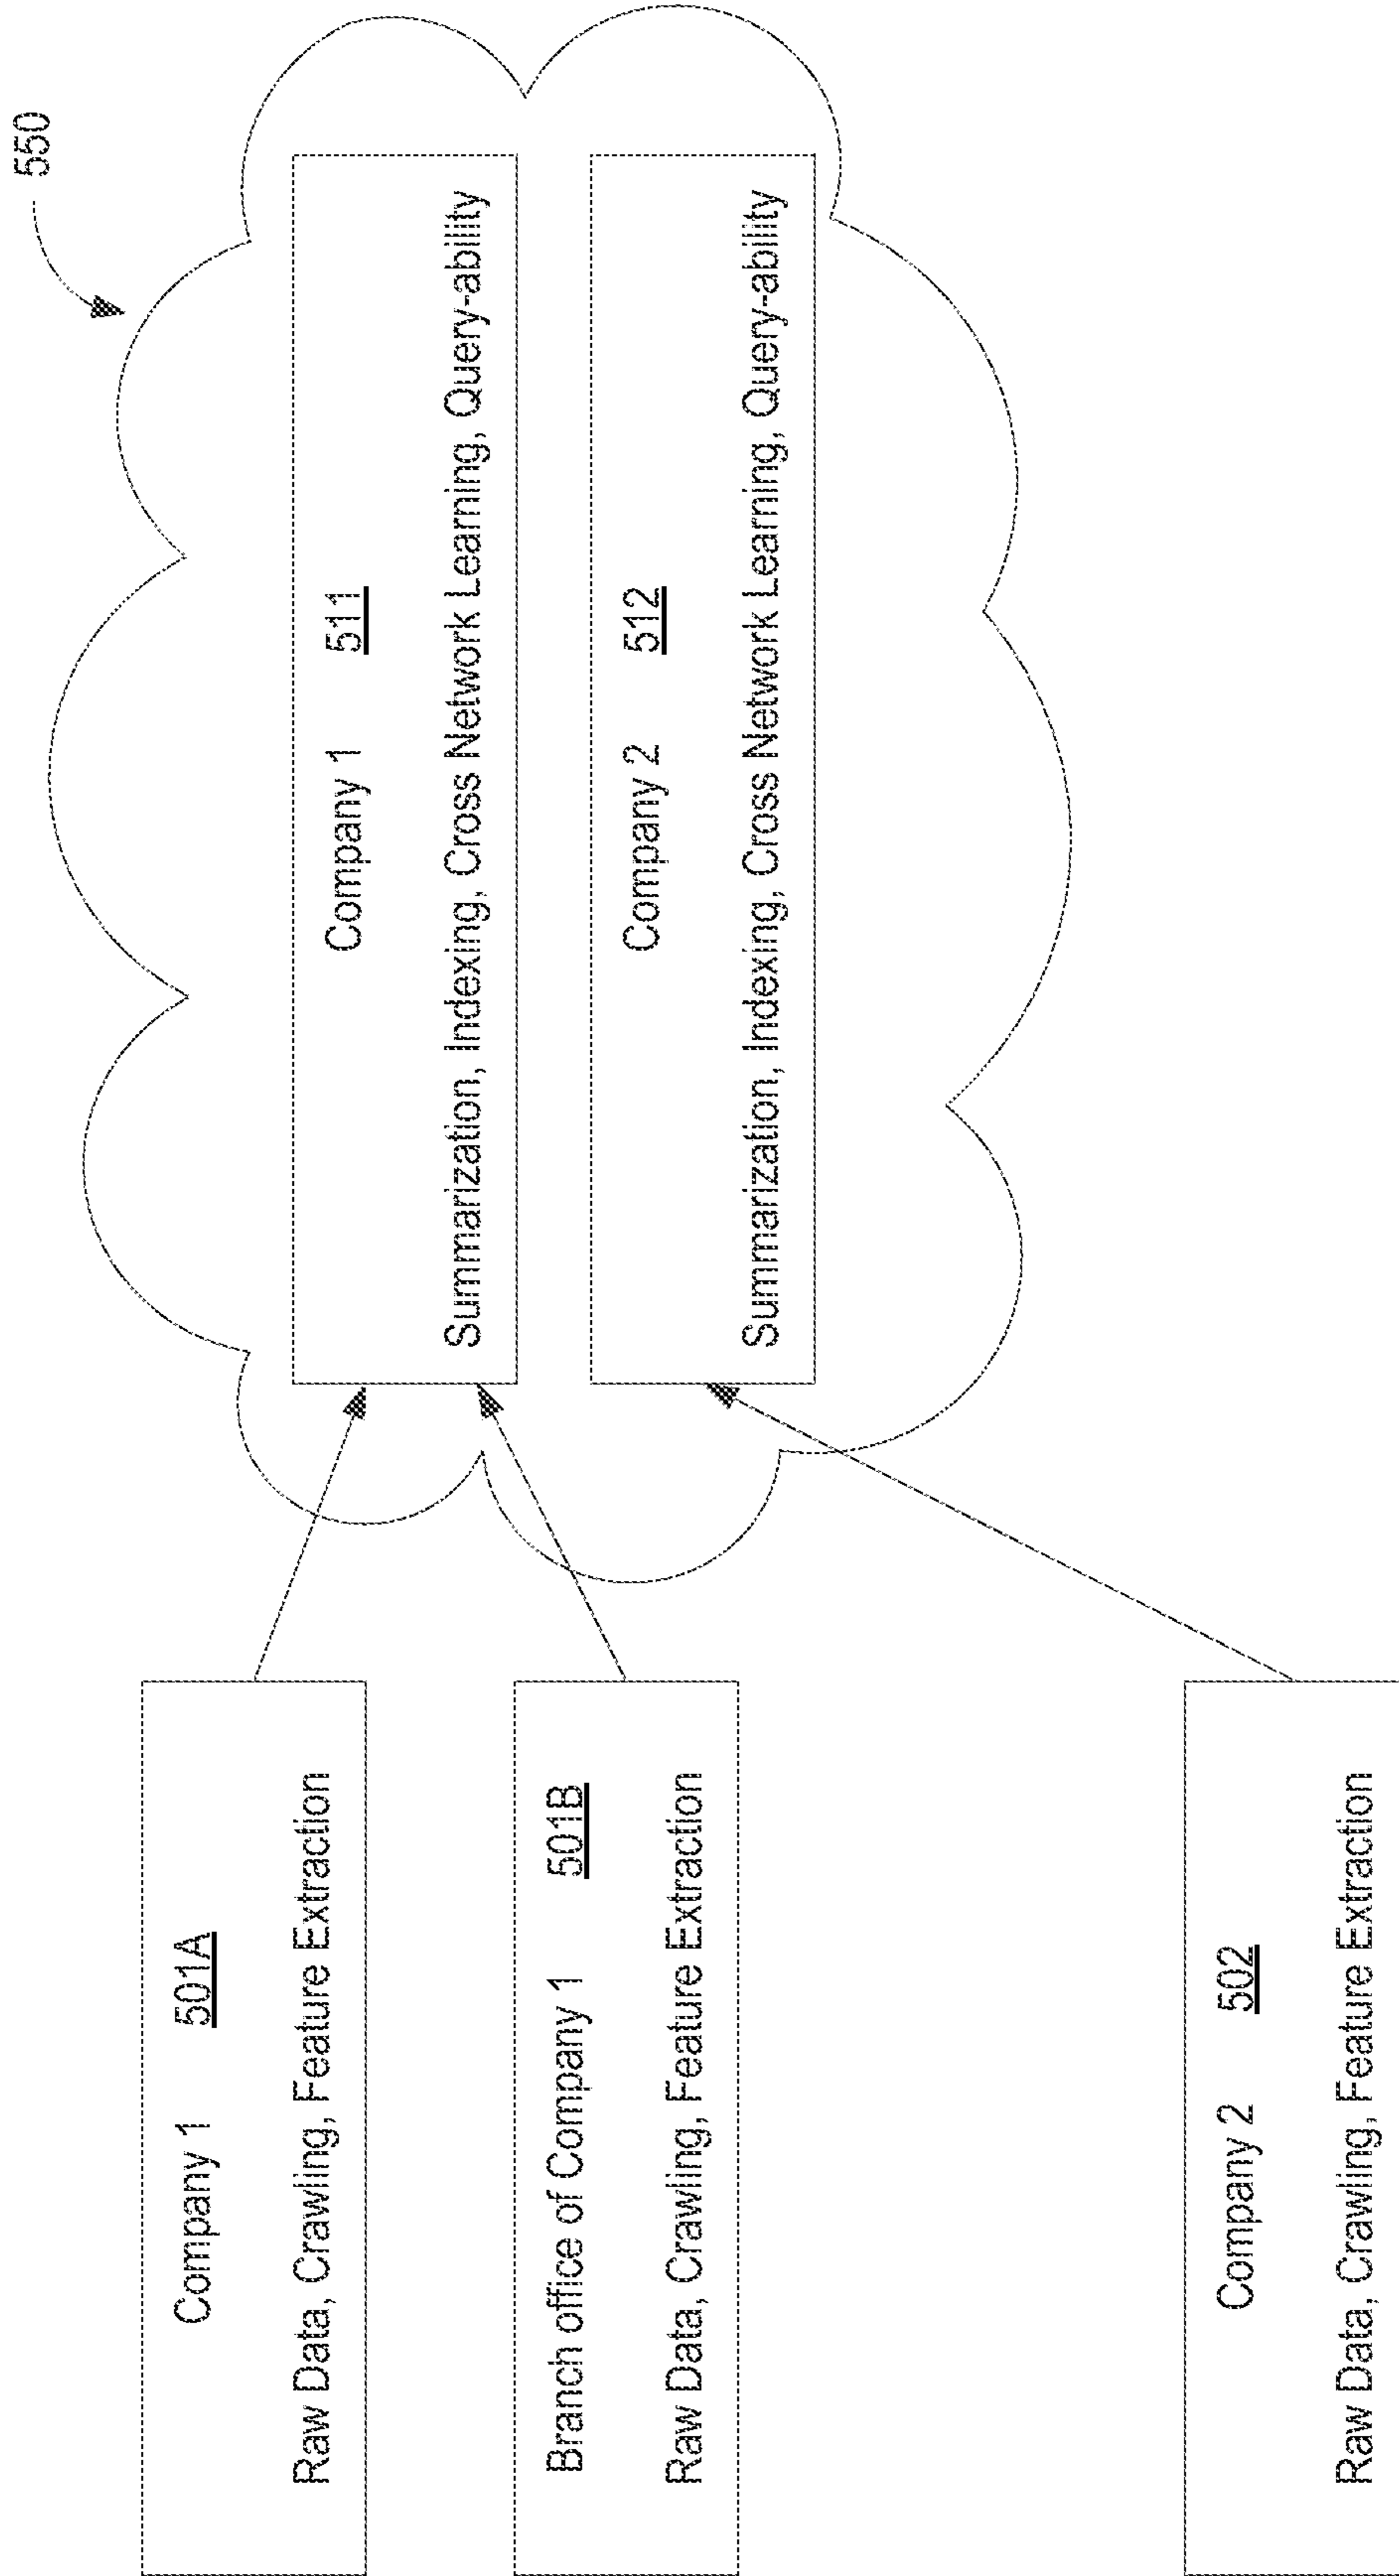 550
Company 1 501A
Raw Data, Crawling, Feature Extraction
Branch office of Company 1 501B
Raw Data, Crawling, Feature Extraction
Company 2 502
Raw Data, Crawling, Feature Extraction
Company 1 511
Summarization, Indexing, Cross Network Learning, Query-ability
Company 2 512
Summarization, Indexing, Cross Network Learning, Query-ability